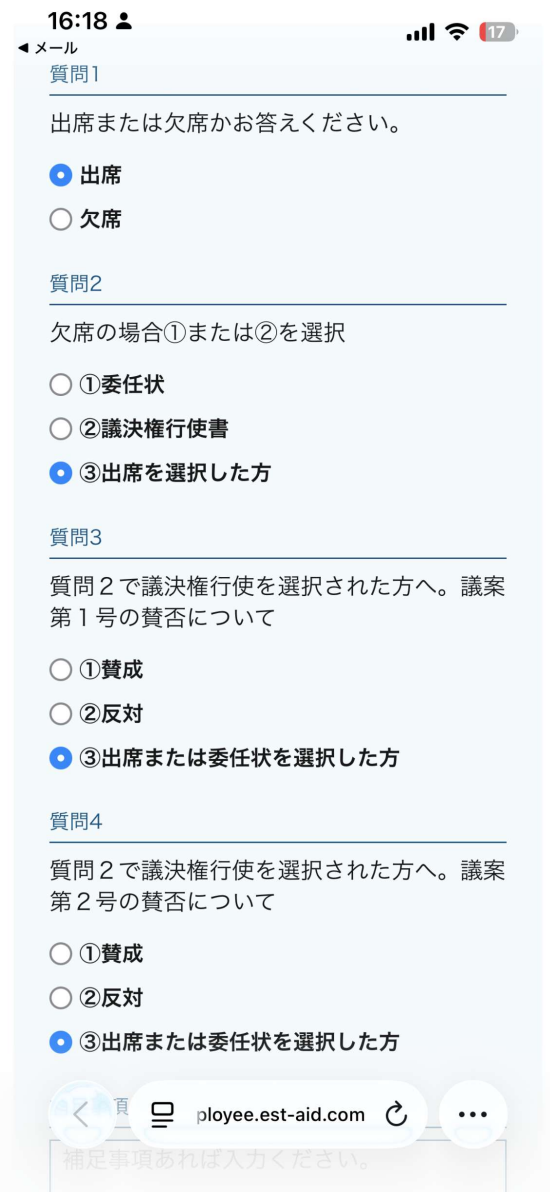 16:18
17
◀ メール
質問1
出席または欠席かお答えください。
出席
欠席
質問2
欠席の場合①または②を選択
①委任状
②議決権行使書
③出席を選択した方
質問3
質問２で議決権行使を選択された方へ。議案
第１号の賛否について
①賛成
②反対
③出席または委任状を選択した方
質問4
質問２で議決権行使を選択された方へ。議案
第２号の賛否について
①賛成
②反対
③出席または委任状を選択した方
項
ployee.est-aid.com
補足事項あれば入力ください。